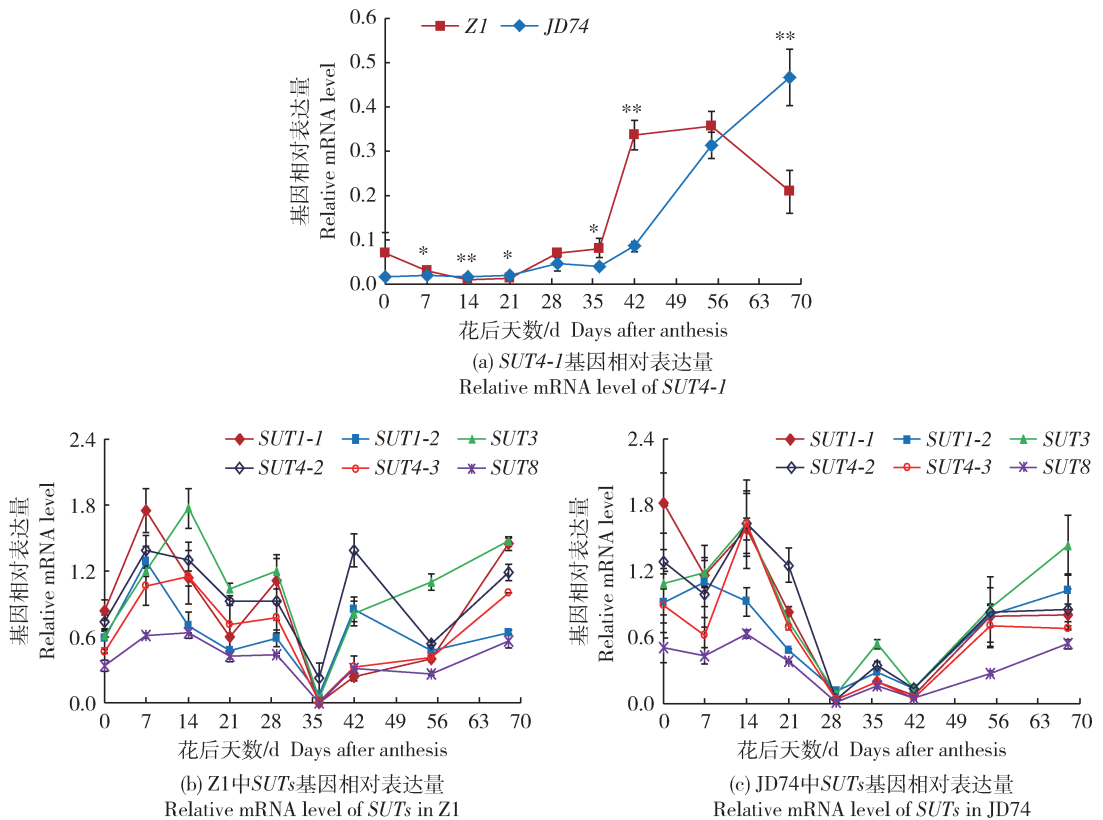 Z1 JD74
0.6
0.5
0.4
0.3
0.2
0.1
0.0
基因相对表达量
Relative mRNA level
*
**
*
*
**
**
0 7 14 21 28 35 42 49 56 63 70
花后天数/d Days after anthesis
(a) SUT4-1基因相对表达量
Relative mRNA level of SUT4-1
2.4
1.8
1.2
0.6
0.0
基因相对表达量
Relative mRNA level
SUT1-1 SUT1-2 SUT3
SUT4-2 SUT4-3 SUT8
0 7 14 21 28 35 42 49 56 63 70
花后天数/d Days after anthesis
(b) Z1中SUTs基因相对表达量
Relative mRNA level of SUTs in Z1
2.4
1.8
1.2
0.6
0.0
基因相对表达量
Relative mRNA level
SUT1-1 SUT1-2 SUT3
SUT4-2 SUT4-3 SUT8
0 7 14 21 28 35 42 49 56 63 70
花后天数/d Days after anthesis
(c) JD74中SUTs基因相对表达量
Relative mRNA level of SUTs in JD74